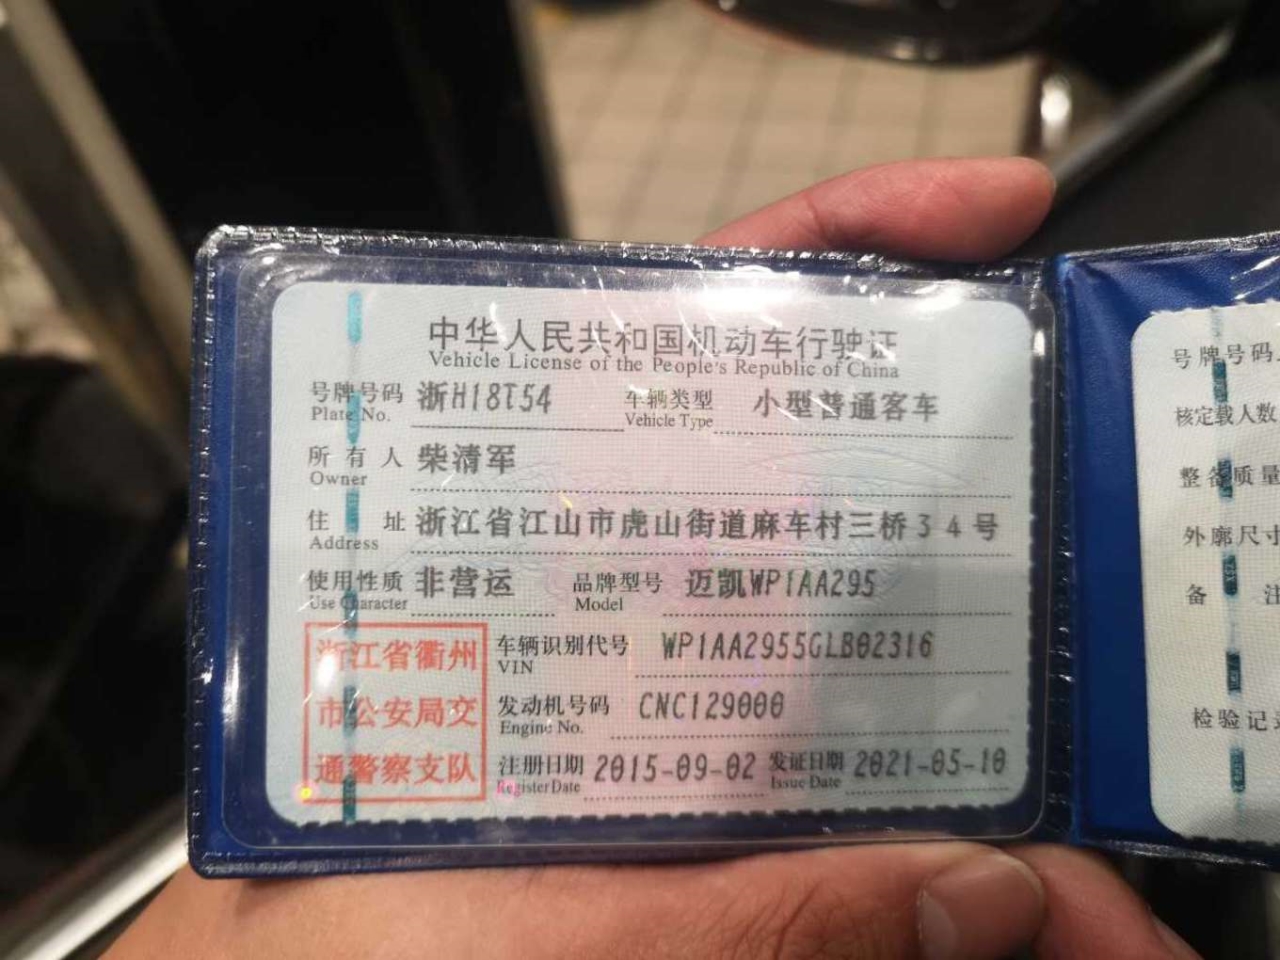 中华人民共和国机动车行驶证
Vehicle License of the People's Republic of China
号牌号码 浙H18T54 车辆类型 小型普通客车
Plate No. Vehicle Type
所有人 柴清军
Owner
住址 浙江省江山市虎山街道麻车村三桥34号
Address
使用性质 非营运 品牌型号 迈凯WP1AA295
Use Character Model
浙江省衢州
市公安局交
通警察支队
车辆识别代号 WP1AA2955GLB02316
VIN
发动机号码 CNC129000
Engine No.
注册日期 2015-09-02 发证日期 2021-05-10
Register Date Issue Date
号牌号码
核定载人数
整备质量
外廓尺寸
备注
检验记录